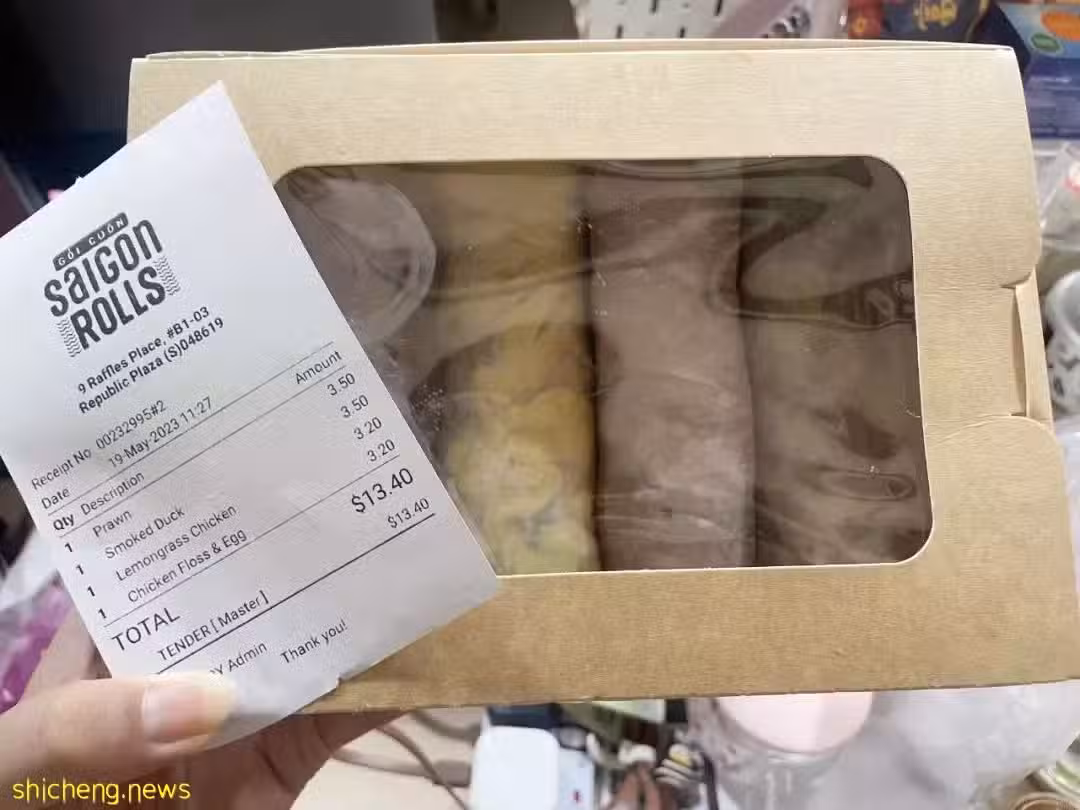 GỎI CUỐN
SaIGON
ROLLS
9 Raffles Place, #B1-03
Republic Plaza (S)048619
Receipt No 00232995#2
Date 19-May-2023 11:27
Qty Description Amount
1 Prawn 3.50
1 Smoked Duck 3.50
1 Lemongrass Chicken 3.20
1 Chicken Floss & Egg 3.20
TOTAL $13.40
TENDER [ Master ] $13.40
Admin
Thank you!
shicheng.news